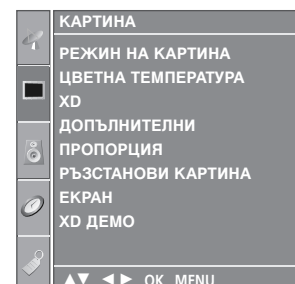 КАРТИНА
РЕЖИН НА КАРТИНА
ЦВЕТНА ТЕМПЕРАТУРА
XD
ДОПЪЛНИТЕЛНИ
ПРОПОРЦИЯ
РЪЗСТАНОВИ КАРТИНА
ЕКРАН
XD ДЕМО
▲▼ ◄► OK MENU